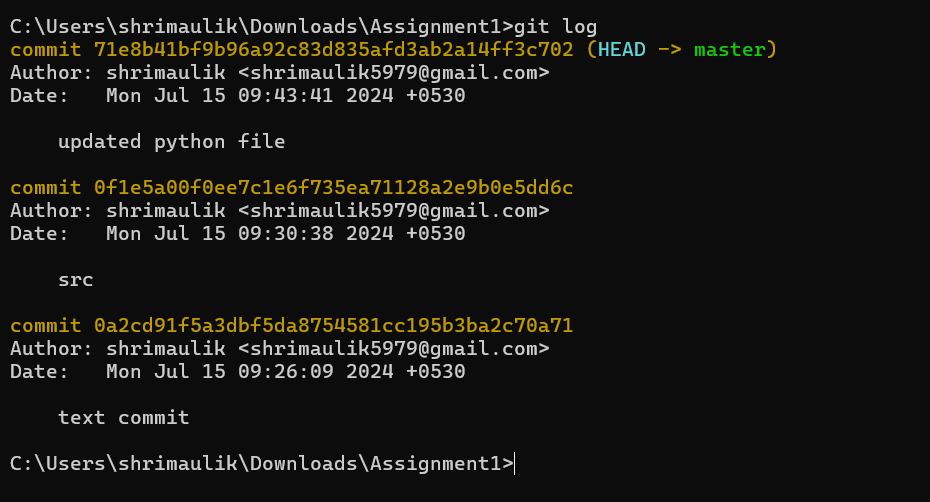 C:\Users\shrimaulik\Downloads\Assignment1>git log
commit 71e8b41bf9b96a92c83d835afd3ab2a14ff3c702 (HEAD -> master)
Author: shrimaulik <shrimaulik5979@gmail.com>
Date:   Mon Jul 15 09:43:41 2024 +0530
    updated python file
commit 0f1e5a00f0ee7c1e6f735ea71128a2e9b0e5dd6c
Author: shrimaulik <shrimaulik5979@gmail.com>
Date:   Mon Jul 15 09:30:38 2024 +0530
    src
commit 0a2cd91f5a3dbf5da8754581cc195b3ba2c70a71
Author: shrimaulik <shrimaulik5979@gmail.com>
Date:   Mon Jul 15 09:26:09 2024 +0530
    text commit
C:\Users\shrimaulik\Downloads\Assignment1>